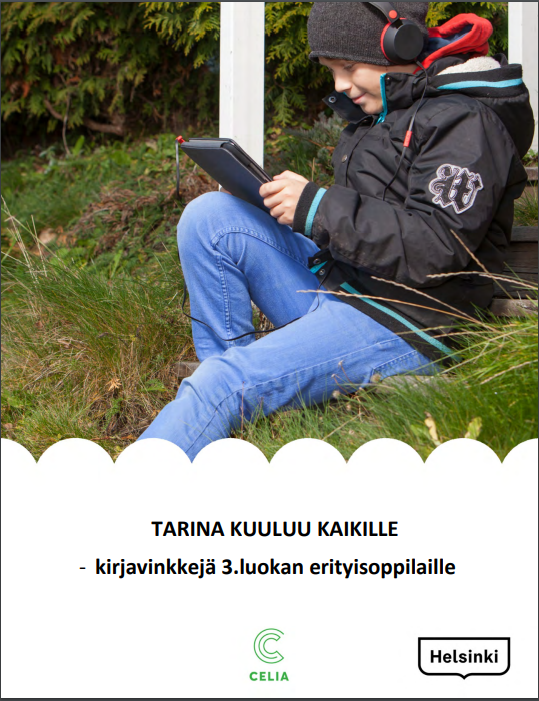 TARINA KUULUU KAIKILLE
- kirjavinkkejä 3.luokan erityisoppilaille
CELIA
Helsinki